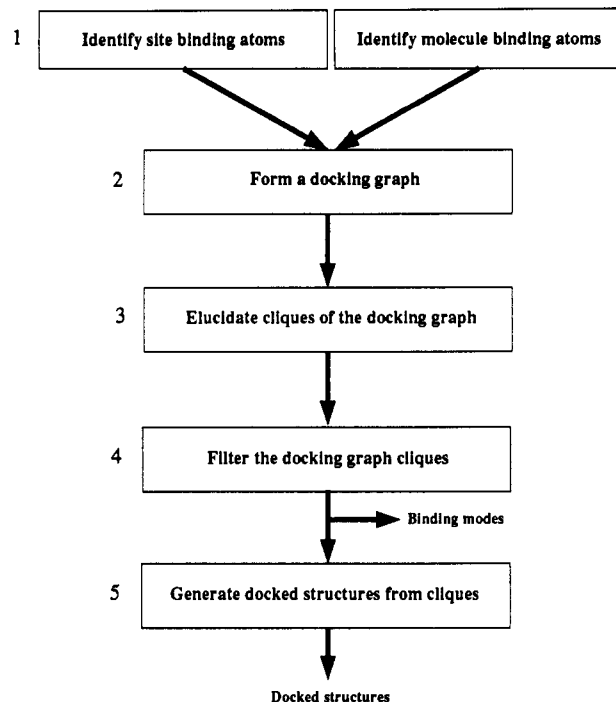 1 Identify site binding atoms Identify molecule binding atoms
2 Form a docking graph
3 Elucidate cliques of the docking graph
4 Filter the docking graph cliques
Binding modes
5 Generate docked structures from cliques
Docked structures